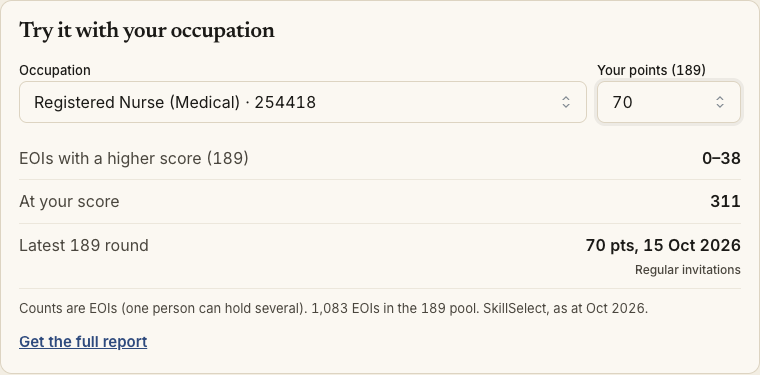 Try it with your occupation
Occupation
Your points (189)
Registered Nurse (Medical) · 254418
70
EOIs with a higher score (189)
0–38
At your score
311
Latest 189 round
70 pts, 15 Oct 2026
Regular invitations
Counts are EOIs (one person can hold several). 1,083 EOIs in the 189 pool. SkillSelect, as at Oct 2026.
Get the full report